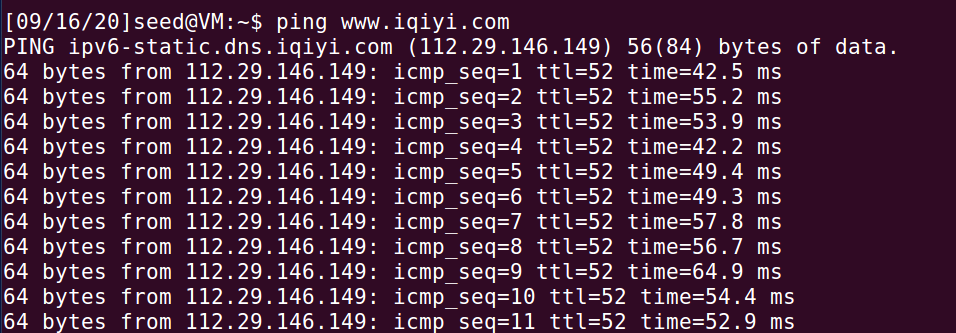 [09/16/20]seed@VM:~$ ping www.iqiyi.com
PING ipv6-static.dns.iqiyi.com (112.29.146.149) 56(84) bytes of data.
64 bytes from 112.29.146.149: icmp_seq=1 ttl=52 time=42.5 ms
64 bytes from 112.29.146.149: icmp_seq=2 ttl=52 time=55.2 ms
64 bytes from 112.29.146.149: icmp_seq=3 ttl=52 time=53.9 ms
64 bytes from 112.29.146.149: icmp_seq=4 ttl=52 time=42.2 ms
64 bytes from 112.29.146.149: icmp_seq=5 ttl=52 time=49.4 ms
64 bytes from 112.29.146.149: icmp_seq=6 ttl=52 time=49.3 ms
64 bytes from 112.29.146.149: icmp_seq=7 ttl=52 time=57.8 ms
64 bytes from 112.29.146.149: icmp_seq=8 ttl=52 time=56.7 ms
64 bytes from 112.29.146.149: icmp_seq=9 ttl=52 time=64.9 ms
64 bytes from 112.29.146.149: icmp_seq=10 ttl=52 time=54.4 ms
64 bytes from 112.29.146.149: icmp_seq=11 ttl=52 time=52.9 ms